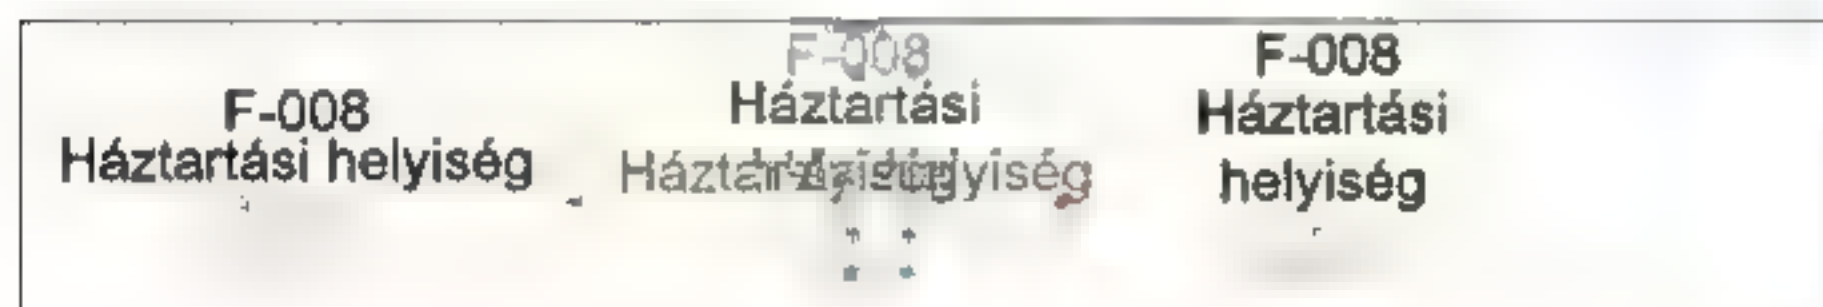 F-008
Háztartási helyiség
F-008
Háztartási
F-008
Háztartási
helyiség